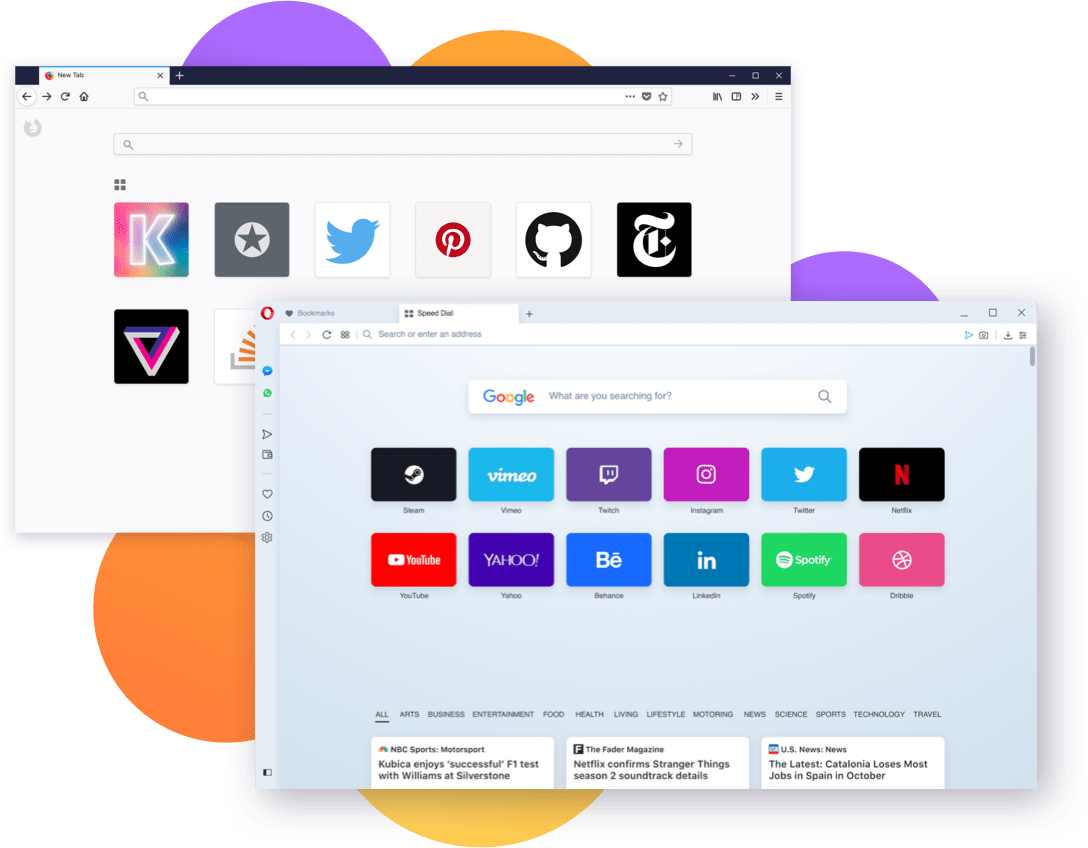 New Tab
K
Bookmarks
Speed Dial
Search or enter an address
Google What are you searching for?
vimeo
N
Steam
Vimeo
Twitch
Instagram
Twitter
Netflix
YouTube
YAHOO!
Bē
in
Spotify
YouTube
Yahoo
Behance
LinkedIn
Spotify
Dribble
ALL ARTS BUSINESS ENTERTAINMENT FOOD HEALTH LIVING LIFESTYLE MOTORING NEWS SCIENCE SPORTS TECHNOLOGY TRAVEL
NBC Sports: Motorsport
Kubica enjoys ‘successful’ F1 test
with Williams at Silverstone
F The Fader Magazine
Netflix confirms Stranger Things
season 2 soundtrack details
U.S. News: News
The Latest: Catalonia Loses Most
Jobs in Spain in October